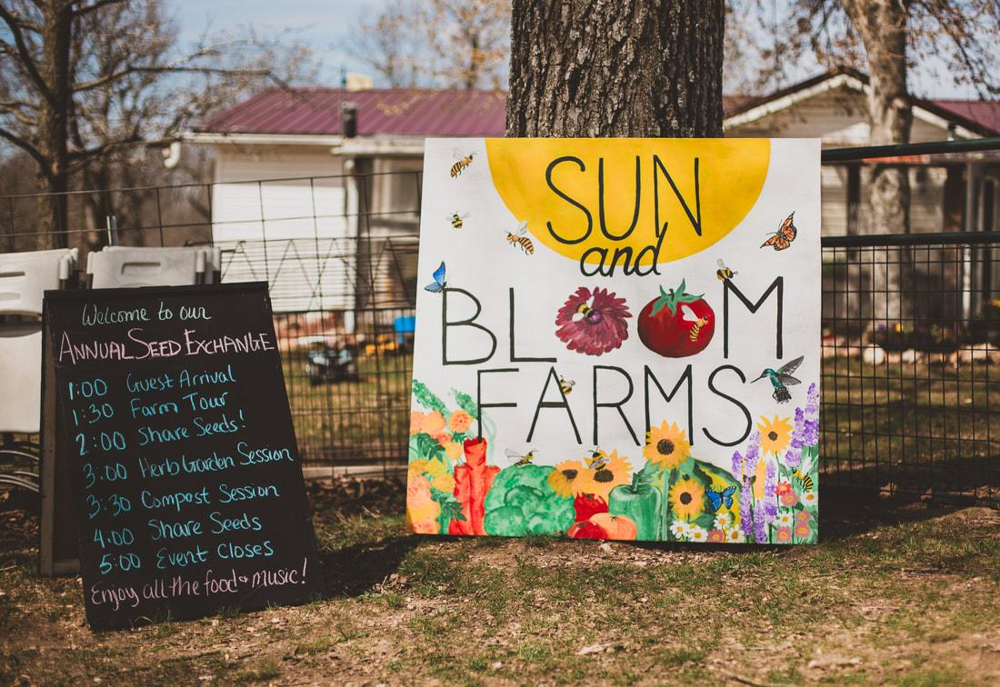 Welcome to our
Annual Seed Exchange
1:00 Guest Arrival
1:30 Farm Tour
2:00 Share Seeds!
3:00 Herb Garden Session
3:30 Compost Session
4:00 Share Seeds
5:00 Event Closes
Enjoy all the food & music!
SUN
and
BLOOM
FARMS